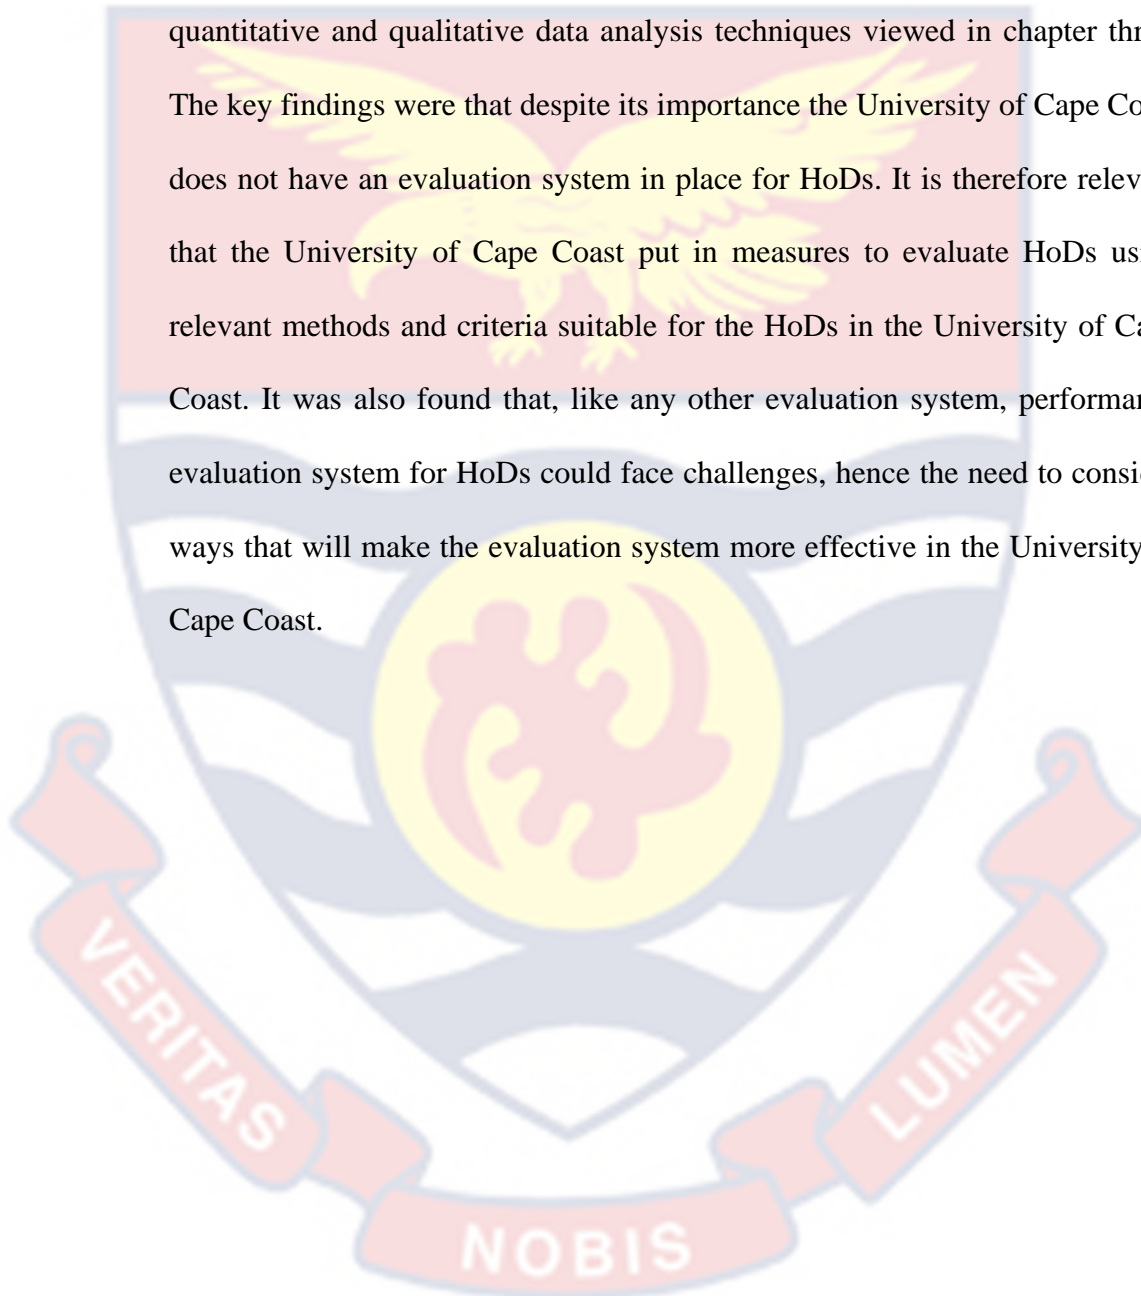 quantitative and qualitative data analysis techniques viewed in chapter thr
The key findings were that despite its importance the University of Cape Co
does not have an evaluation system in place for HoDs. It is therefore relev
that the University of Cape Coast put in measures to evaluate HoDs usi
relevant methods and criteria suitable for the HoDs in the University of Ca
Coast. It was also found that, like any other evaluation system, performan
evaluation system for HoDs could face challenges, hence the need to consid
ways that will make the evaluation system more effective in the University
Cape Coast.
VERITAS
NOBIS
LUMEN